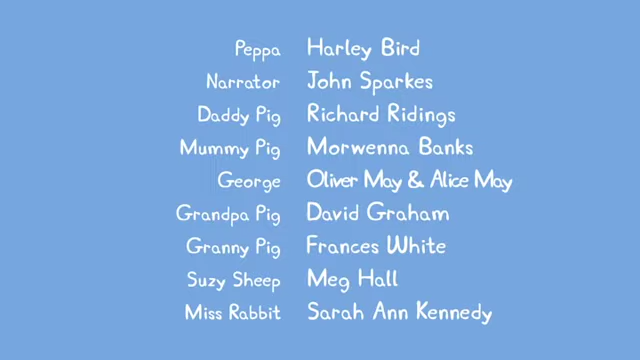 Peppa Harley Bird
Narrator John Sparkes
Daddy Pig Richard Ridings
Mummy Pig Morwenna Banks
George Oliver May & Alice May
Grandpa Pig David Graham
Granny Pig Frances White
Suzy Sheep Meg Hall
Miss Rabbit Sarah Ann Kennedy